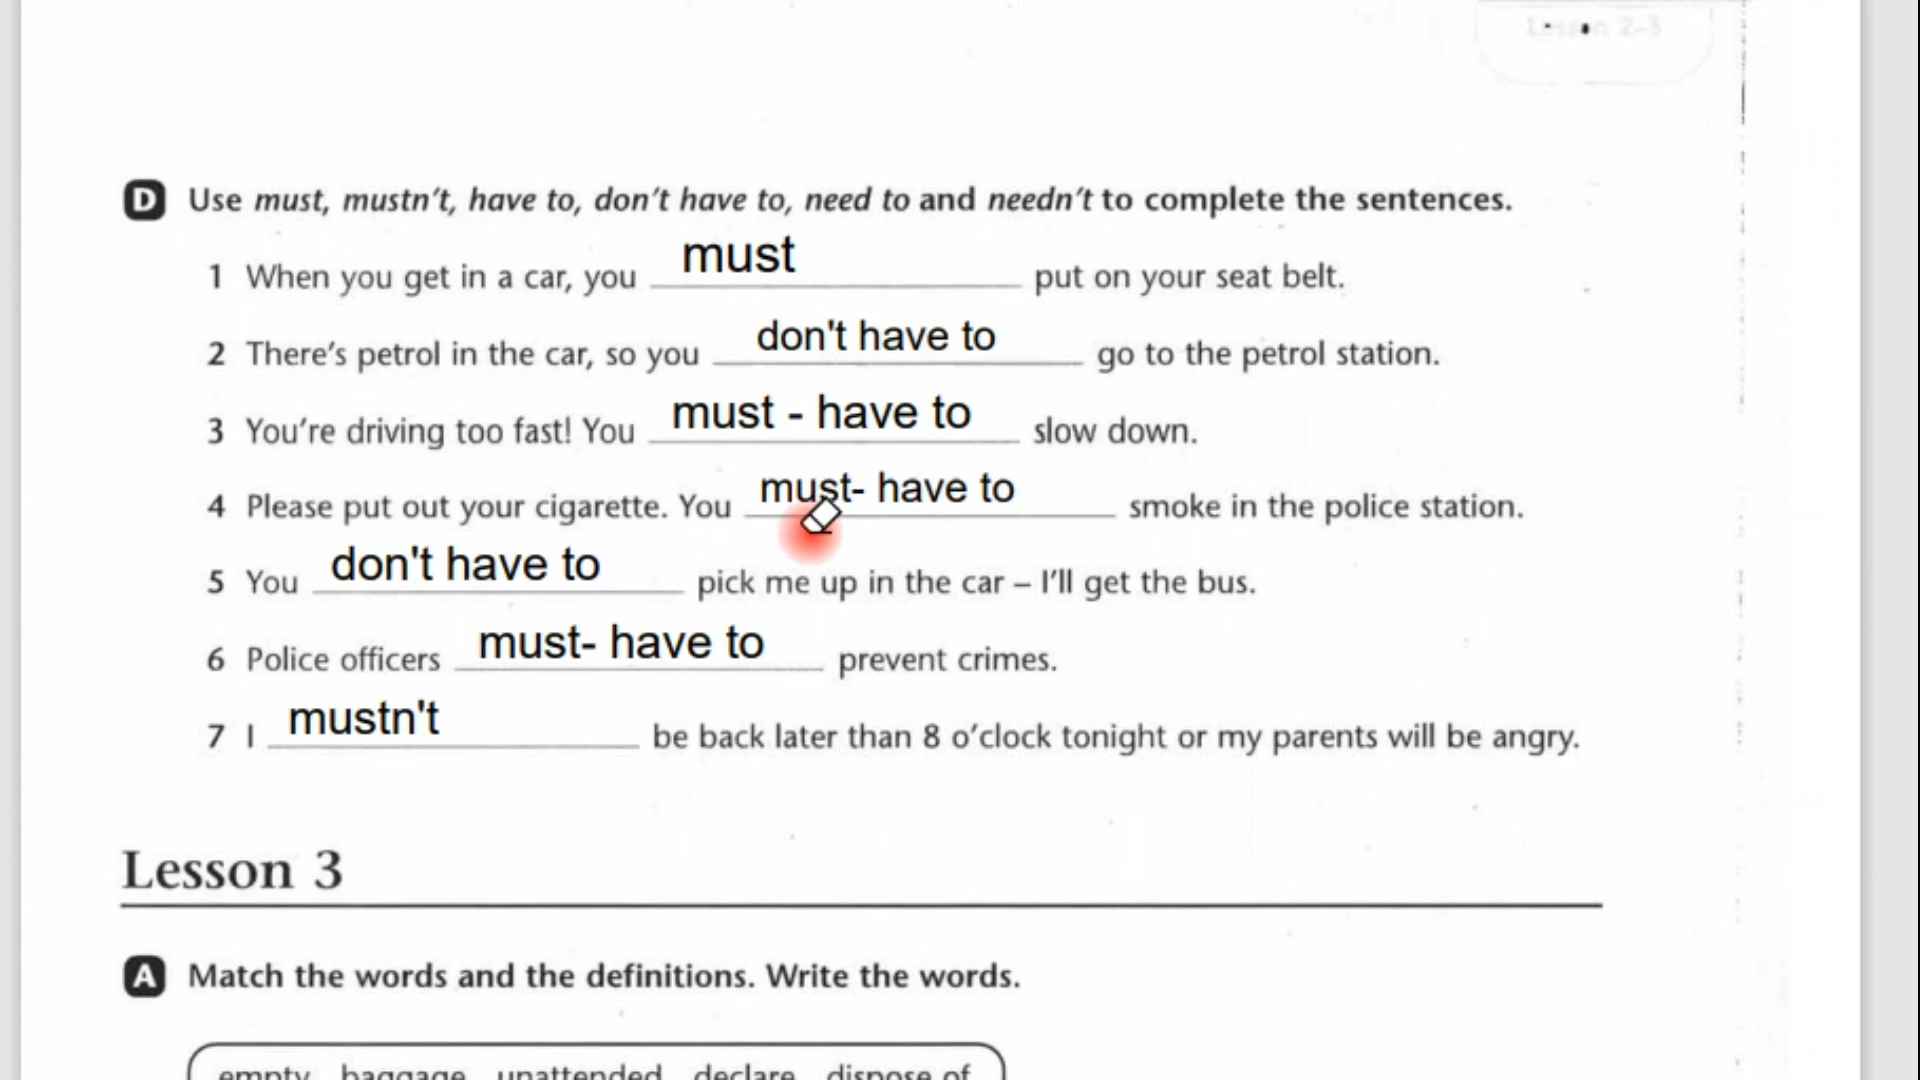 Lesson 2-3
D Use must, mustn't, have to, don't have to, need to and needn't to complete the sentences.
1 When you get in a car, you must put on your seat belt.
2 There's petrol in the car, so you don't have to go to the petrol station.
3 You're driving too fast! You must - have to slow down.
4 Please put out your cigarette. You must- have to smoke in the police station.
5 You don't have to pick me up in the car – I'll get the bus.
6 Police officers must- have to prevent crimes.
7 I mustn't be back later than 8 o'clock tonight or my parents will be angry.
Lesson 3
A Match the words and the definitions. Write the words.
empty baggage unattended declare dispose of